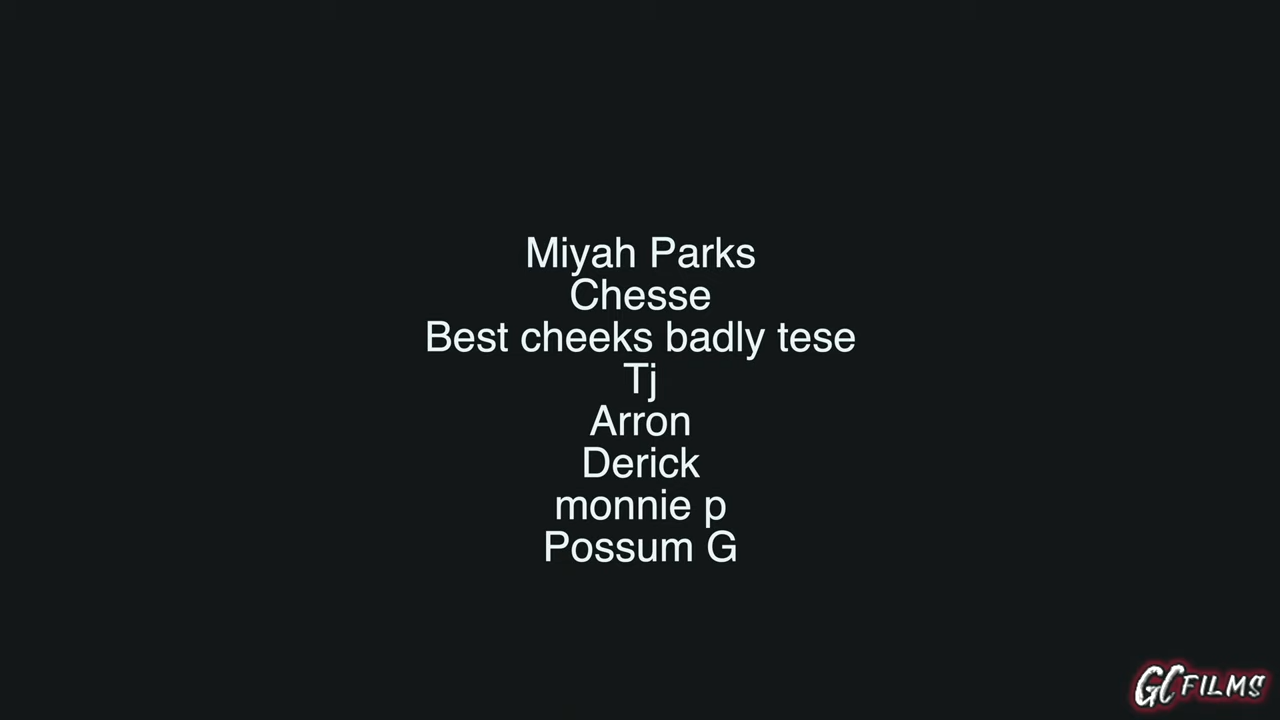 Miyah Parks
Chesse
Best cheeks badly tese
Tj
Arron
Derick
monnie p
Possum G
GC FILMS